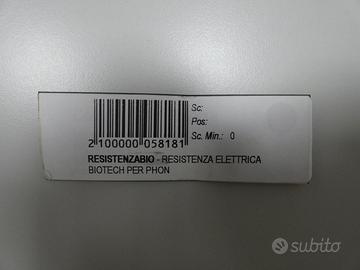 Sc:
Pos:
Sc. Min.: 0
2 100000 058181
RESISTENZABIO - RESISTENZA ELETTRICA
BIOTECH PER PHON
subito